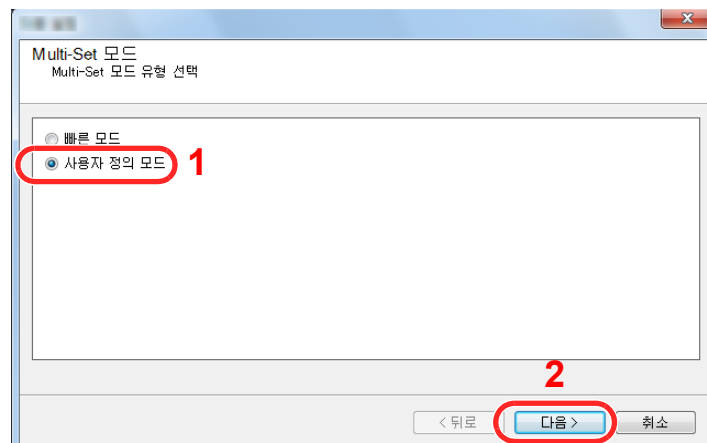 Multi-Set 모드
Multi-Set 모드 유형 선택
빠른 모드
사용자 정의 모드 1
2
< 뒤로 다음 > 취소